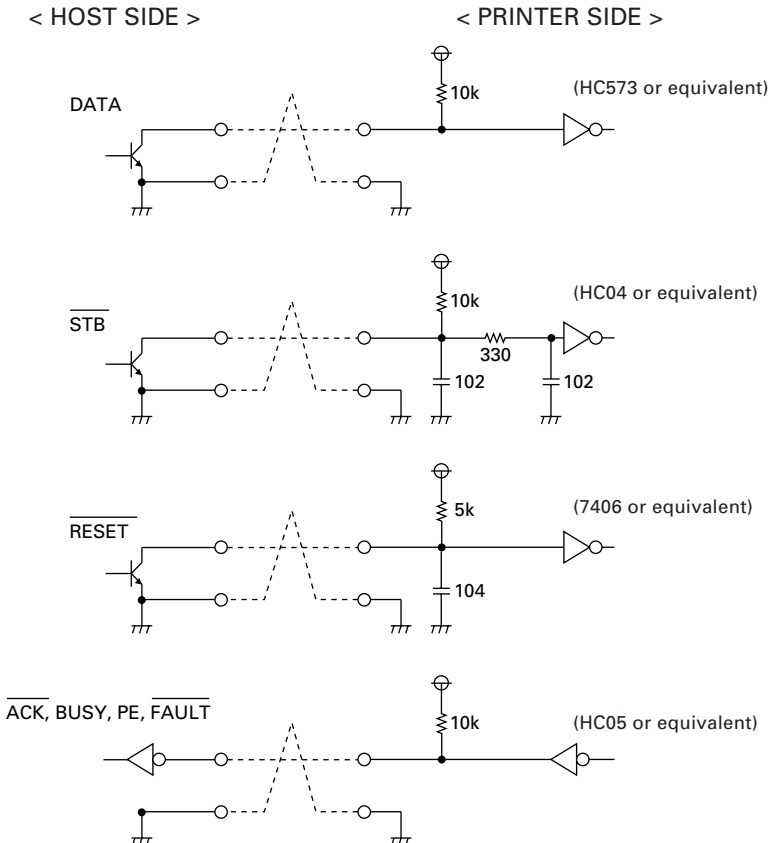 < HOST SIDE >
< PRINTER SIDE >
DATA
10k
(HC573 or equivalent)
STB
10k
(HC04 or equivalent)
330
102
102
RESET
5k
(7406 or equivalent)
104
ACK, BUSY, PE, FAULT
10k
(HC05 or equivalent)